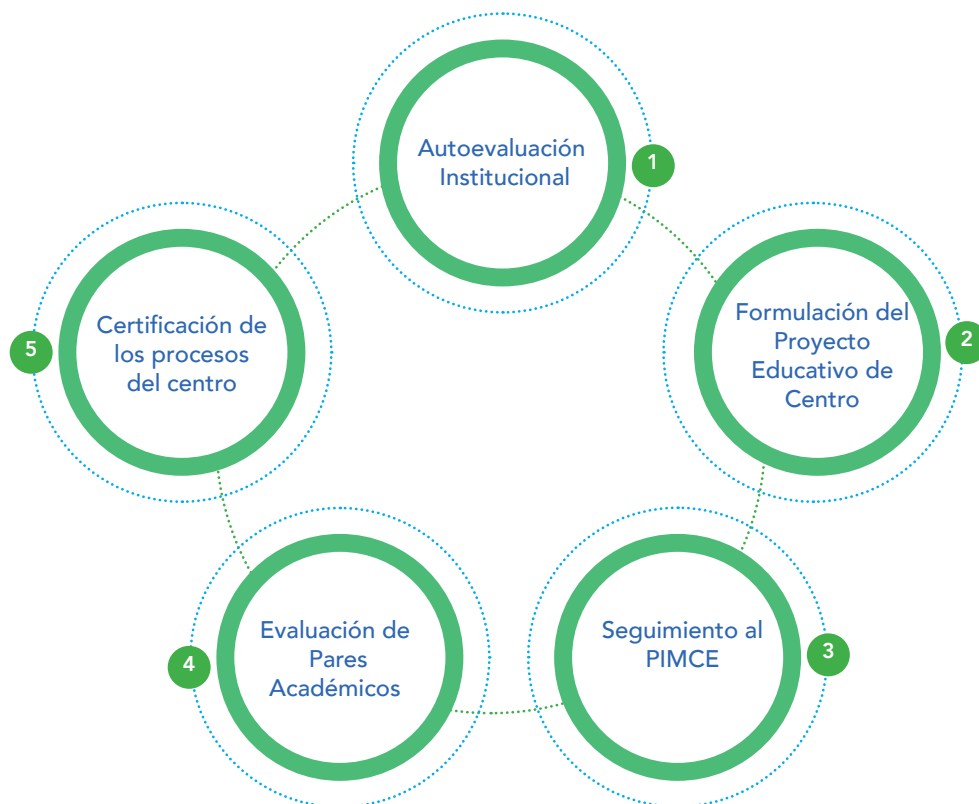 Autoevaluación
Institucional
1
Formulación del
Proyecto
Educativo de
Centro
2
Seguimiento al
PIMCE
3
Evaluación de
Pares
Académicos
4
Certificación de
los procesos
del centro
5